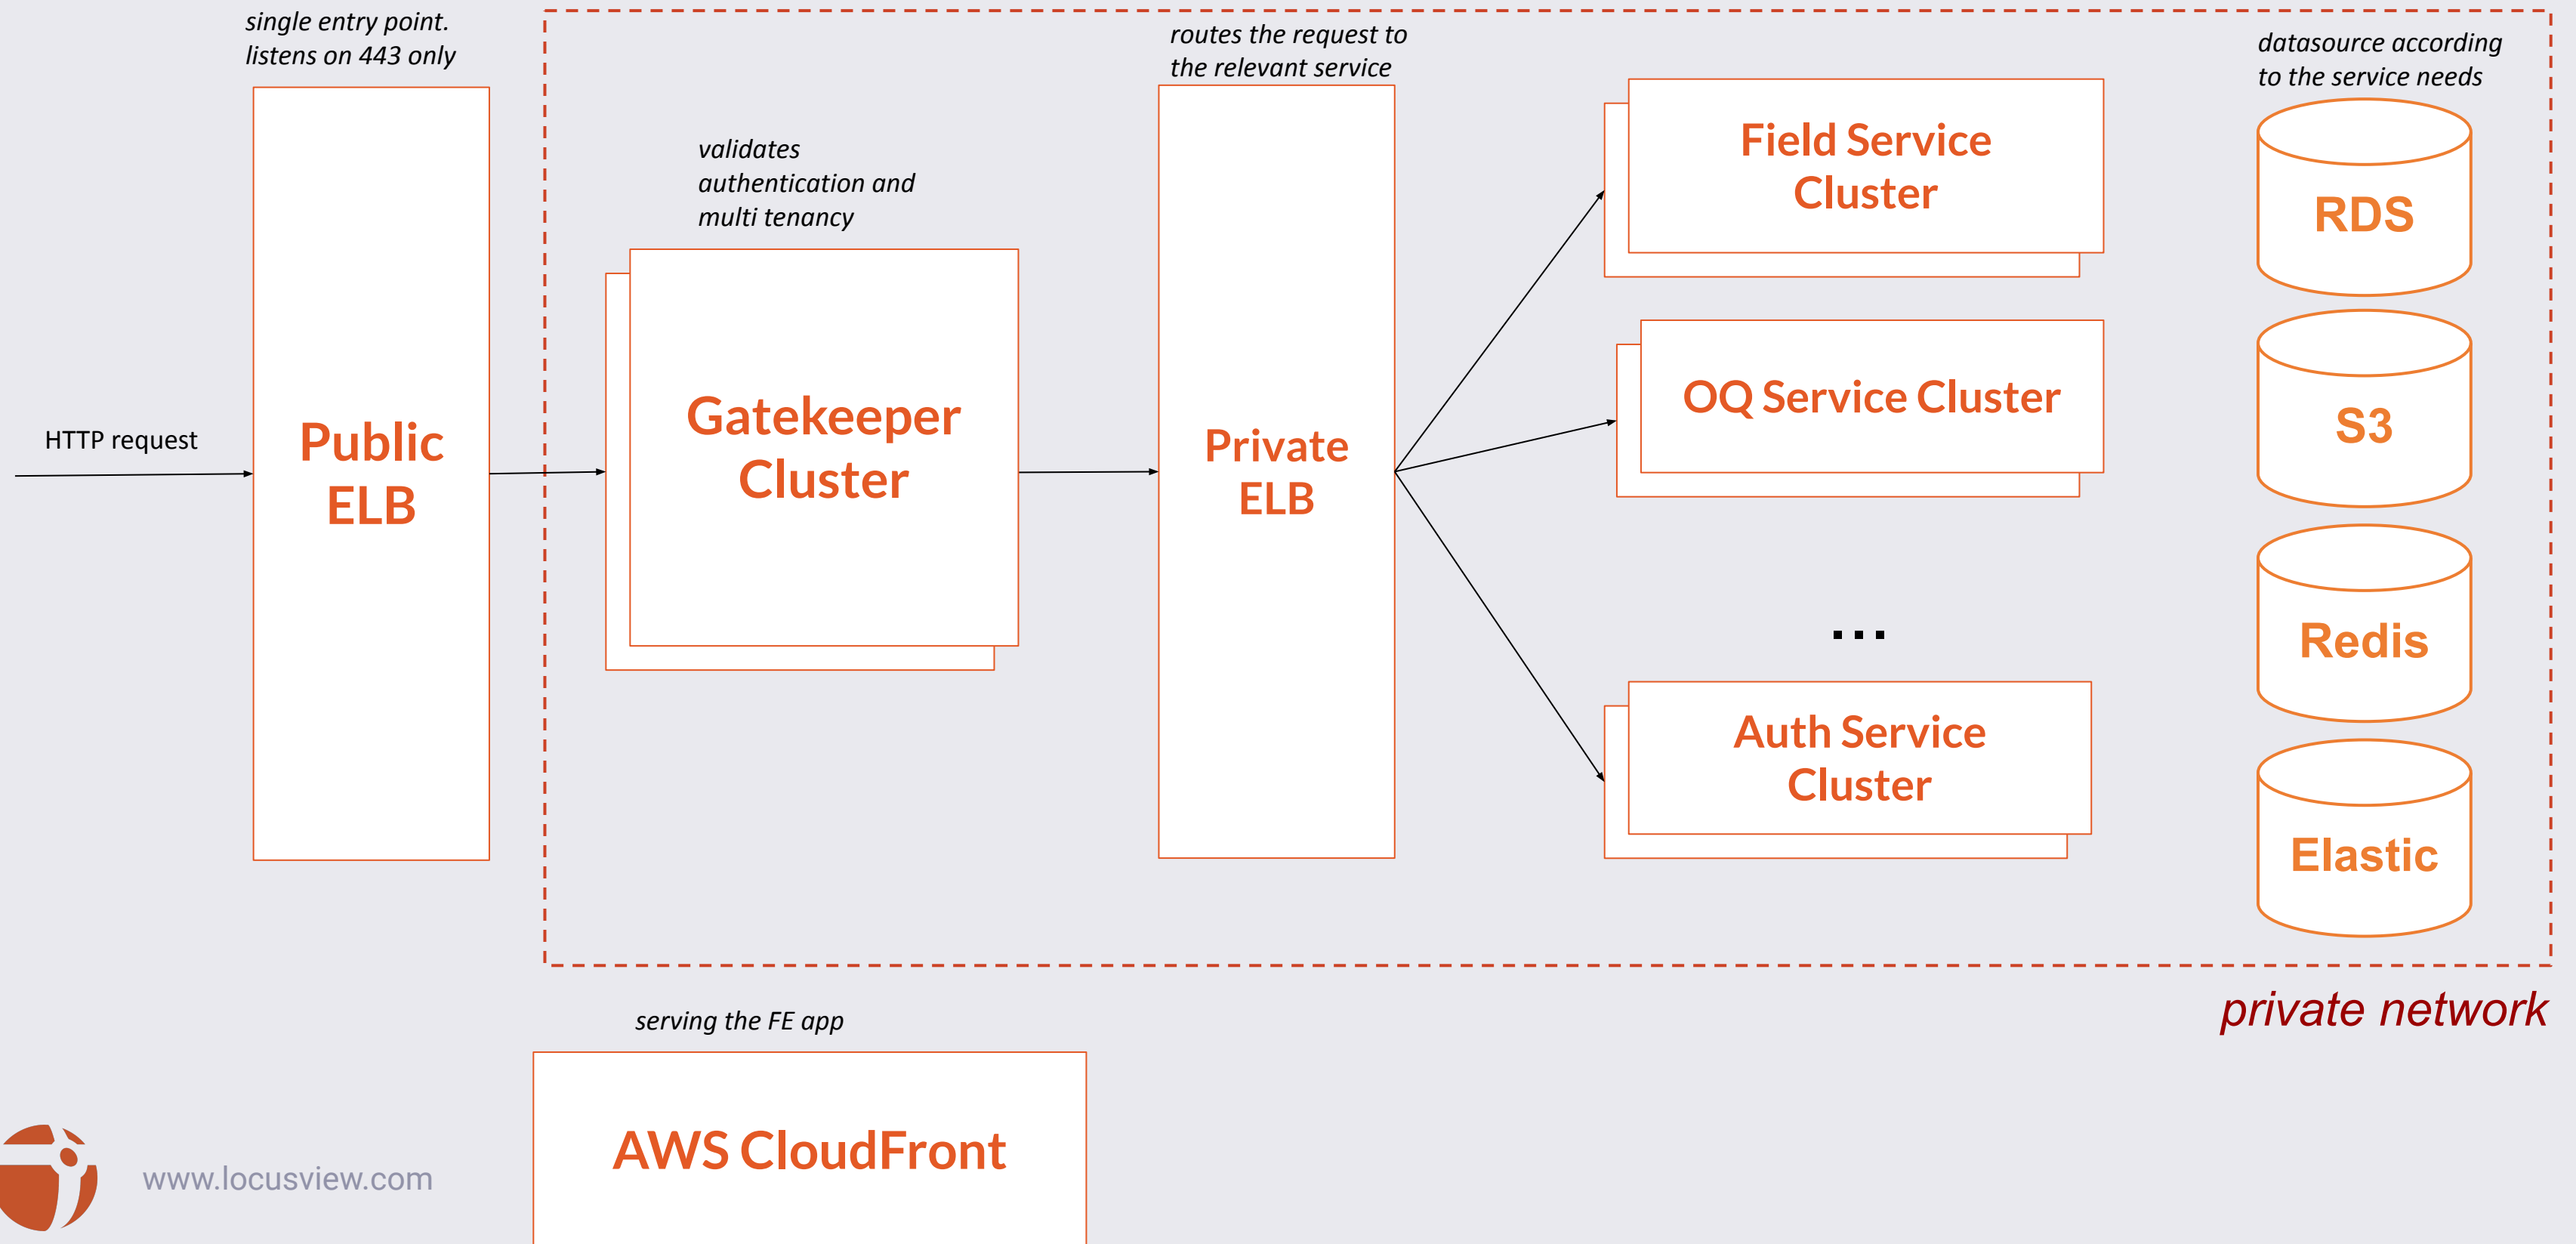 single entry point.
listens on 443 only
routes the request to
the relevant service
datasource according
to the service needs
validates
authentication and
multi tenancy
HTTP request
Public
ELB
Gatekeeper
Cluster
Private
ELB
Field Service
Cluster
OQ Service Cluster
...
Auth Service
Cluster
RDS
S3
Redis
Elastic
private network
serving the FE app
AWS CloudFront
www.locusview.com